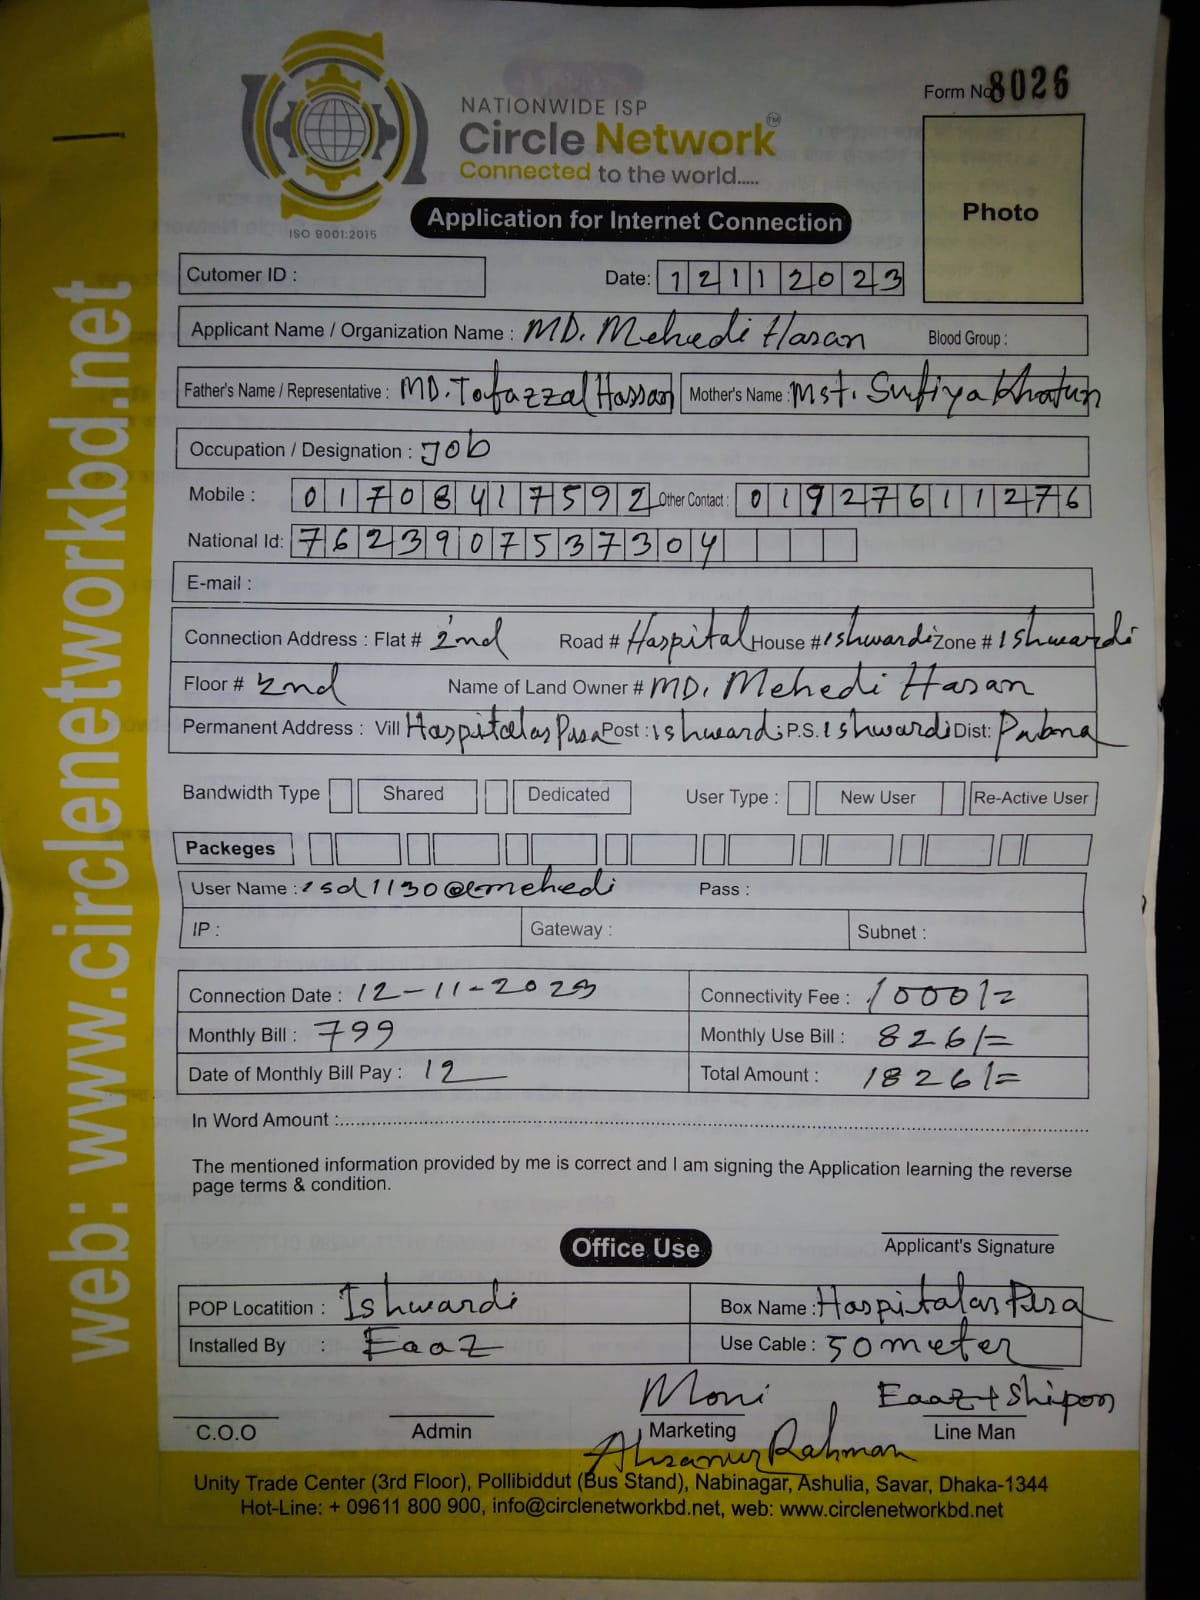 Form No 8026
NATIONWIDE ISP
Circle Network TM
Connected to the world.....
ISO 9001:2015
Application for Internet Connection
Photo
Cutomer ID :
Date: 12112023
Applicant Name / Organization Name : MD. Mehedi Hasan Blood Group :
Father's Name / Representative : MD. Tofazzal Hossan Mother's Name : Mst. Sufiya Khatun
Occupation / Designation : Job
Mobile : 01708417592 Other Contact : 01927611276
National Id: 7623907537304
E-mail :
Connection Address : Flat # 2nd Road # Haspital House # Ishwardi Zone # Ishwardi
Floor # 2nd Name of Land Owner # MD. Mehedi Hasan
Permanent Address : Vill Haspitalas Para Post : Ishwardi P.S. Ishwardi Dist: Pabna
Bandwidth Type Shared Dedicated User Type : New User Re-Active User
Packeges
User Name : isd1130@mehedi Pass :
IP : Gateway : Subnet :
Connection Date : 12-11-2023 Connectivity Fee : 1000/=
Monthly Bill : 799 Monthly Use Bill : 826/=
Date of Monthly Bill Pay : 12 Total Amount : 1826/=
In Word Amount :
The mentioned information provided by me is correct and I am signing the Application learning the reverse
page terms & condition.
Office Use
Applicant's Signature
POP Locatition : Ishwardi Box Name : Haspitalas Para
Installed By : Eaaz Use Cable : 50 meter
Moni Eaaz + Shipon
C.O.O Admin Marketing Line Man
Ahsanur Rahman
Unity Trade Center (3rd Floor), Pollibiddut (Bus Stand), Nabinagar, Ashulia, Savar, Dhaka-1344
Hot-Line: + 09611 800 900, info@circlenetworkbd.net, web: www.circlenetworkbd.net
web: www.circlenetworkbd.net